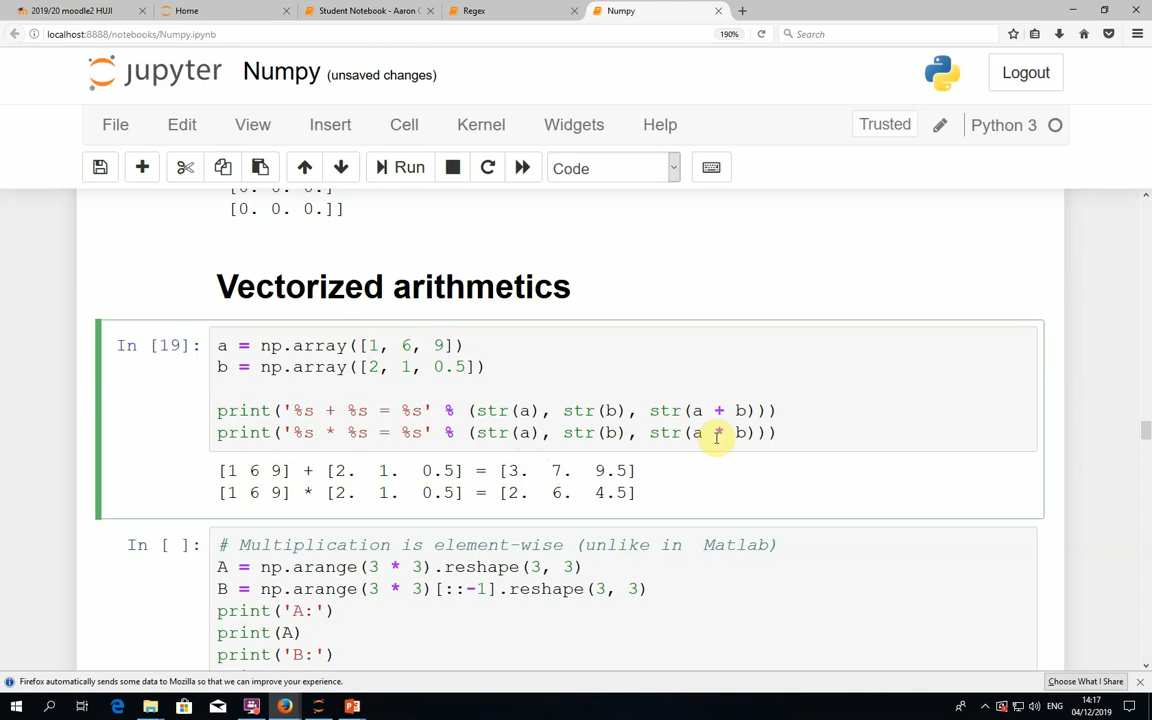 2019/20 moodle2 HUJI
Home
Student Notebook - Aaron (
Regex
Numpy
localhost:8888/notebooks/Numpy.ipynb
190%
Search
jupyter
Numpy (unsaved changes)
Logout
File Edit View Insert Cell Kernel Widgets Help
Trusted
Python 3
Run
Code
[0. 0. 0.]
[0. 0. 0.]]
Vectorized arithmetics
In [19]:
a = np.array([1, 6, 9])
b = np.array([2, 1, 0.5])
print('%s + %s = %s' % (str(a), str(b), str(a + b)))
print('%s * %s = %s' % (str(a), str(b), str(a * b)))
[1 6 9] + [2.  1.  0.5] = [3.  7.  9.5]
[1 6 9] * [2.  1.  0.5] = [2.  6.  4.5]
In [ ]:
# Multiplication is element-wise (unlike in  Matlab)
A = np.arange(3 * 3).reshape(3, 3)
B = np.arange(3 * 3)[::-1].reshape(3, 3)
print('A:')
print(A)
print('B:')
Firefox automatically sends some data to Mozilla so that we can improve your experience.
Choose What I Share
ENG
14:17
04/12/2019